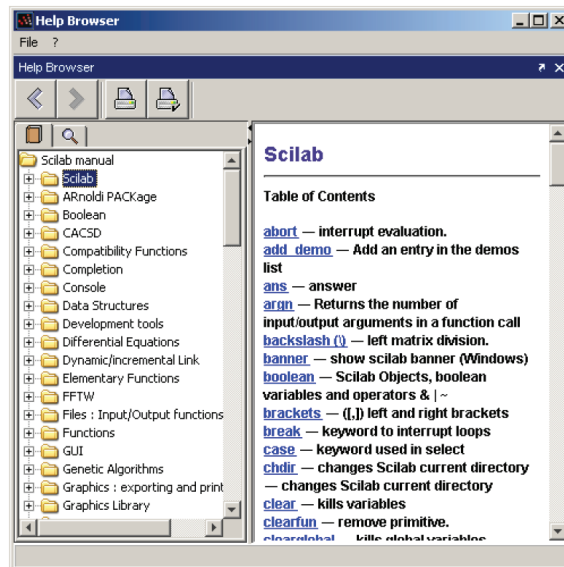 Help Browser
File ?
Help Browser
Scilab manual
Scilab
ARnoldi PACKage
Boolean
CACSD
Compatibility Functions
Completion
Console
Data Structures
Development tools
Differential Equations
Dynamic/incremental Link
Elementary Functions
FFTW
Files : Input/Output functions
Functions
GUI
Genetic Algorithms
Graphics : exporting and print
Graphics Library
Scilab
Table of Contents
abort — interrupt evaluation.
add_demo — Add an entry in the demos
list
ans — answer
argn — Returns the number of
input/output arguments in a function call
backslash (\) — left matrix division.
banner — show scilab banner (Windows)
boolean — Scilab Objects, boolean
variables and operators & | ~
brackets — ([,]) left and right brackets
break — keyword to interrupt loops
case — keyword used in select
chdir — changes Scilab current directory
— changes Scilab current directory
clear — kills variables
clearfun — remove primitive.
clearglobal — kills global variables